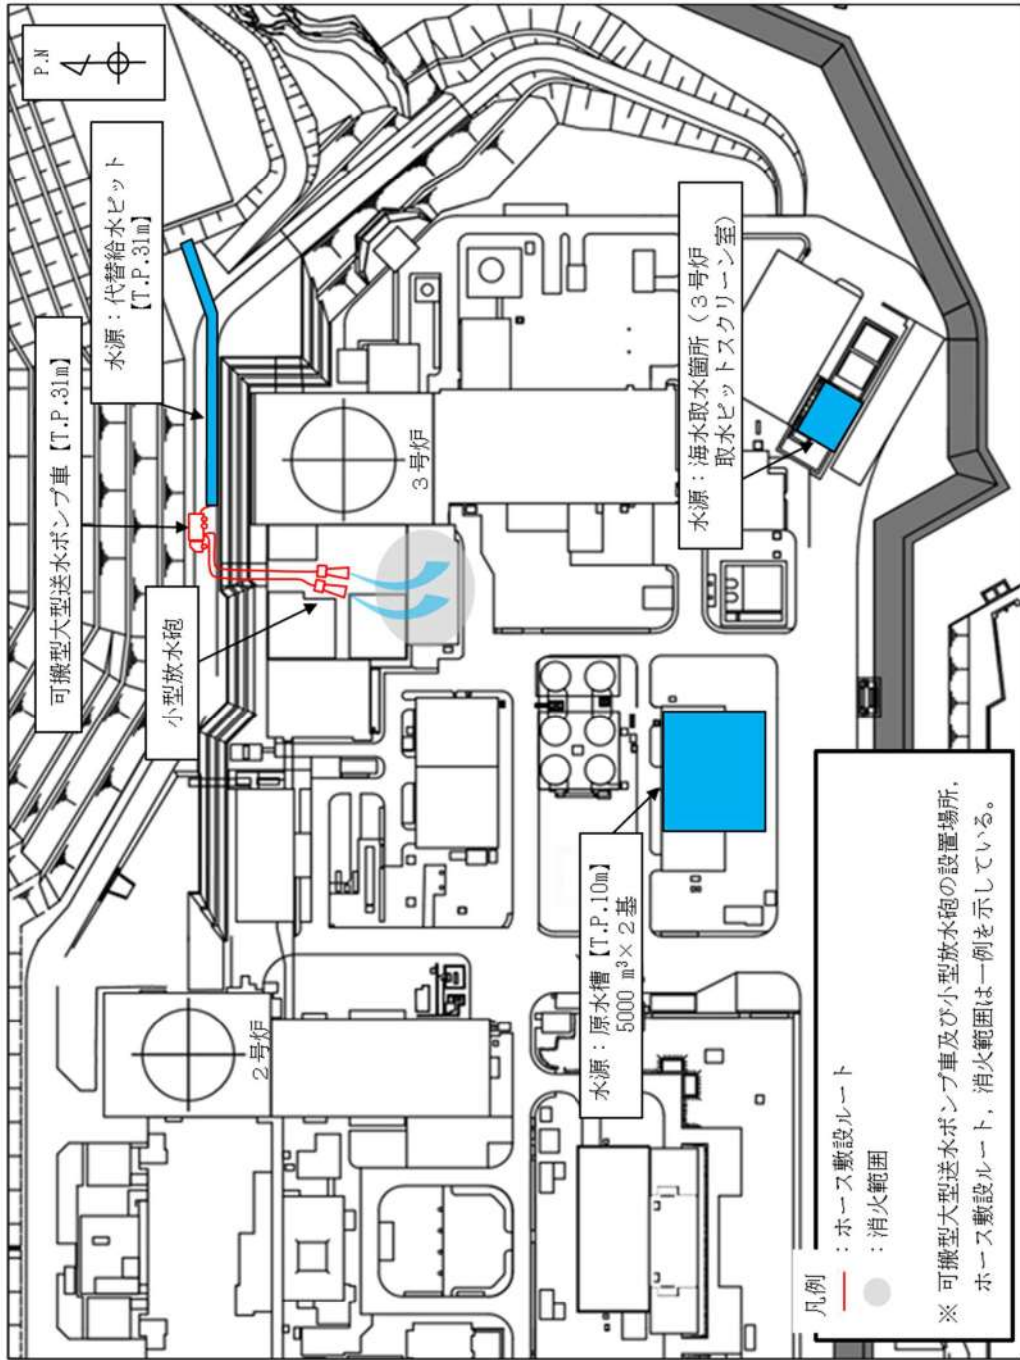 P.N
水源：代替給水ピット
【T.P.31m】
可搬型大型送水ポンプ車【T.P.31m】
小型放水砲
3号炉
水源：海水取水箇所（3号炉
取水ピットスクリーン室）
2号炉
水源：原水槽【T.P.10m】
5000 m³×2基
凡例
：ホース敷設ルート
：消火範囲
※ 可搬型大型送水ポンプ車及び小型放水砲の設置場所，
ホース敷設ルート，消火範囲は一例を示している。